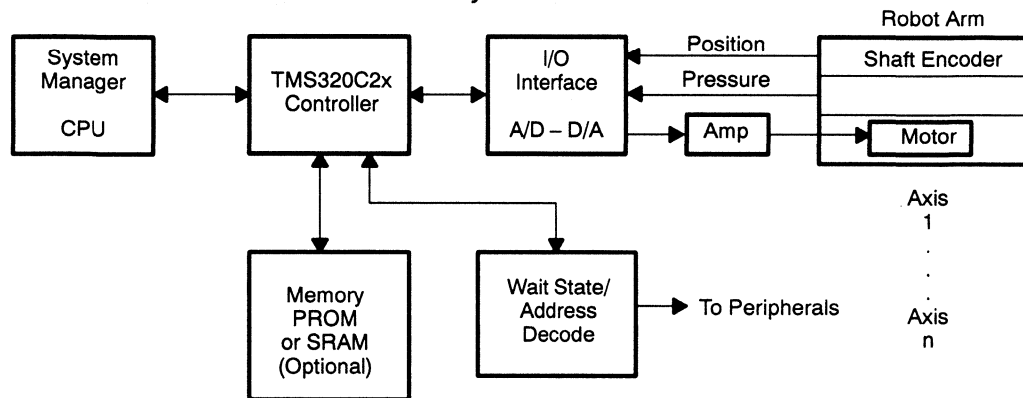 Robot Arm
System
Manager
CPU
TMS320C2x
Controller
I/O
Interface
A/D – D/A
Position
Pressure
Amp
Shaft Encoder
Motor
Axis
1
.
.
.
Axis
n
Memory
PROM
or SRAM
(Optional)
Wait State/
Address
Decode
To Peripherals